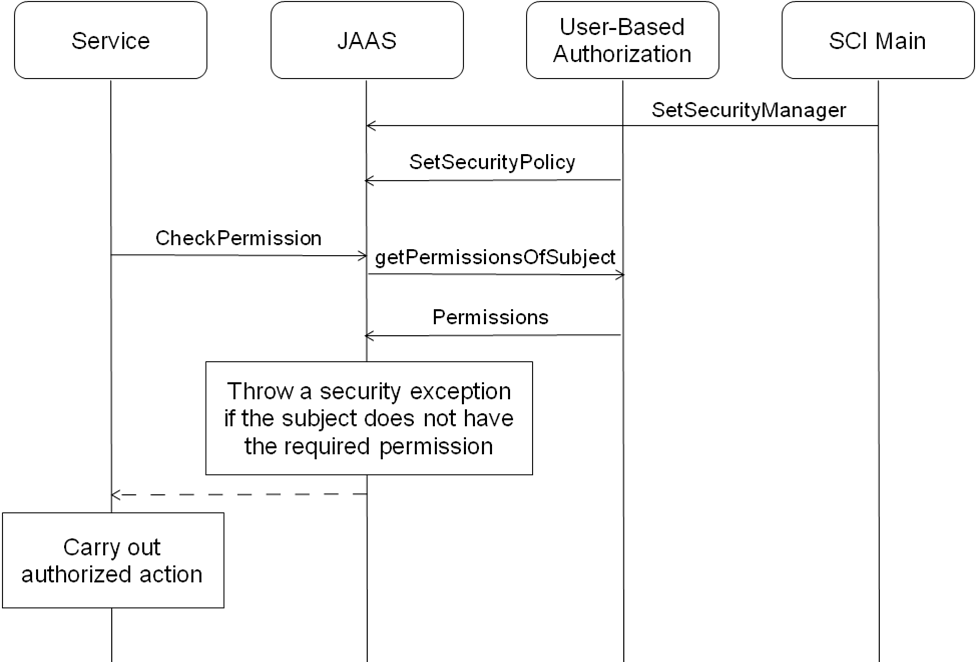 Service
JAAS
User-Based
Authorization
SCI Main
SetSecurityManager
SetSecurityPolicy
CheckPermission
getPermissionsOfSubject
Permissions
Throw a security exception
if the subject does not have
the required permission
Carry out
authorized action